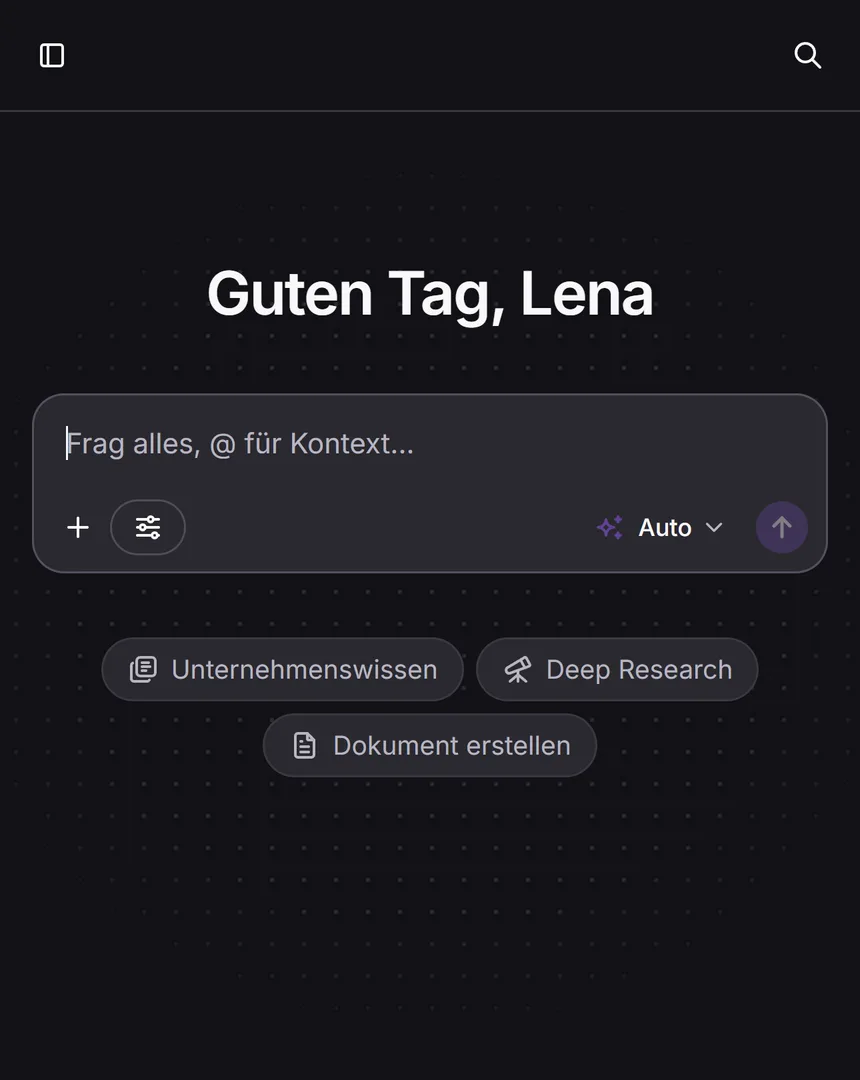 Guten Tag, Lena
Frag alles, @ für Kontext...
Auto
Unternehmenswissen
Deep Research
Dokument erstellen